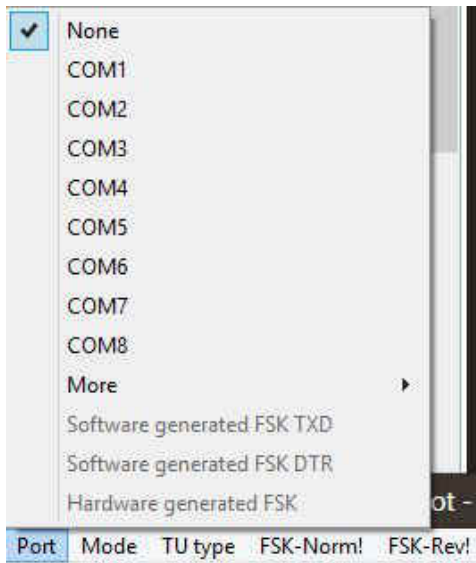 None
COM1
COM2
COM3
COM4
COM5
COM6
COM7
COM8
More
Software generated FSK TXD
Software generated FSK DTR
Hardware generated FSK
ot -
Port Mode TU type FSK-Norm! FSK-Rev!